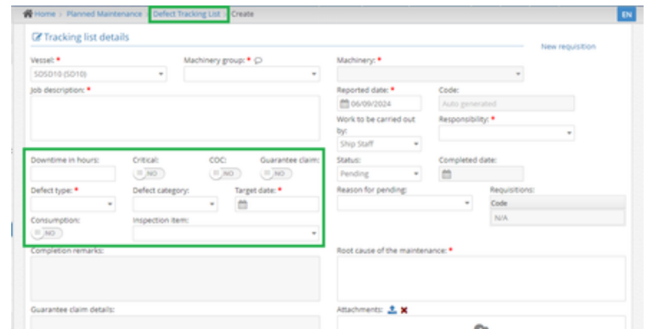 Home > Planned Maintenance > Defect Tracking List > Create
EN
Tracking list details
New requisition
Vessel: *
Machinery group: *
Machinery: *
SDSD10 (SD10)
Job description: *
Reported date: *
Code:
06/09/2024
Auto generated
Work to be carried out by:
Responsibility: *
Ship Staff
Downtime in hours:
Critical:
COC:
Guarantee claim:
Status:
Completed date:
NO
NO
NO
Pending
Defect type: *
Defect category:
Target date: *
Reason for pending:
Requisitions:
Code
N/A
Consumption:
Inspection item:
NO
Completion remarks:
Root cause of the maintenance: *
Guarantee claim details:
Attachments: